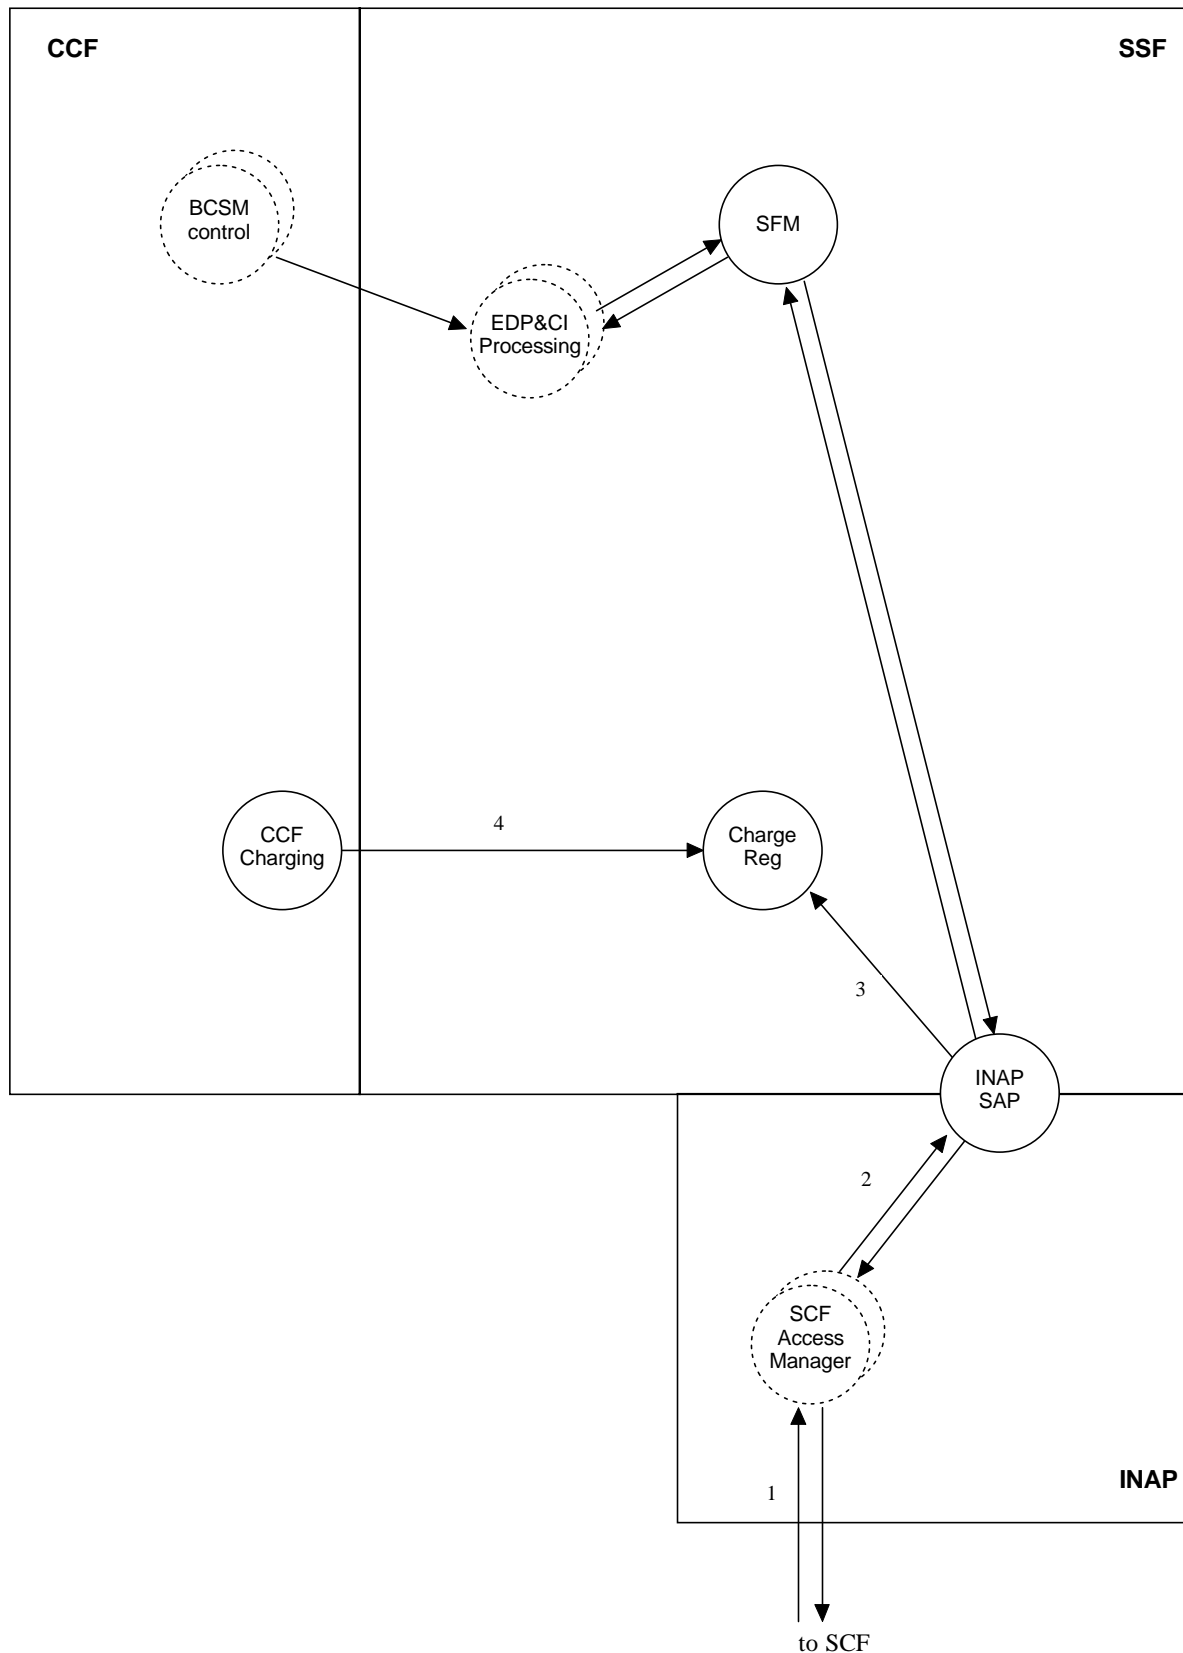 CCF
SSF
BCSM
control
SFM
EDP&CI
Processing
4
CCF
Charging
Charge
Reg
3
INAP
SAP
2
SCF
Access
Manager
INAP
1
to SCF